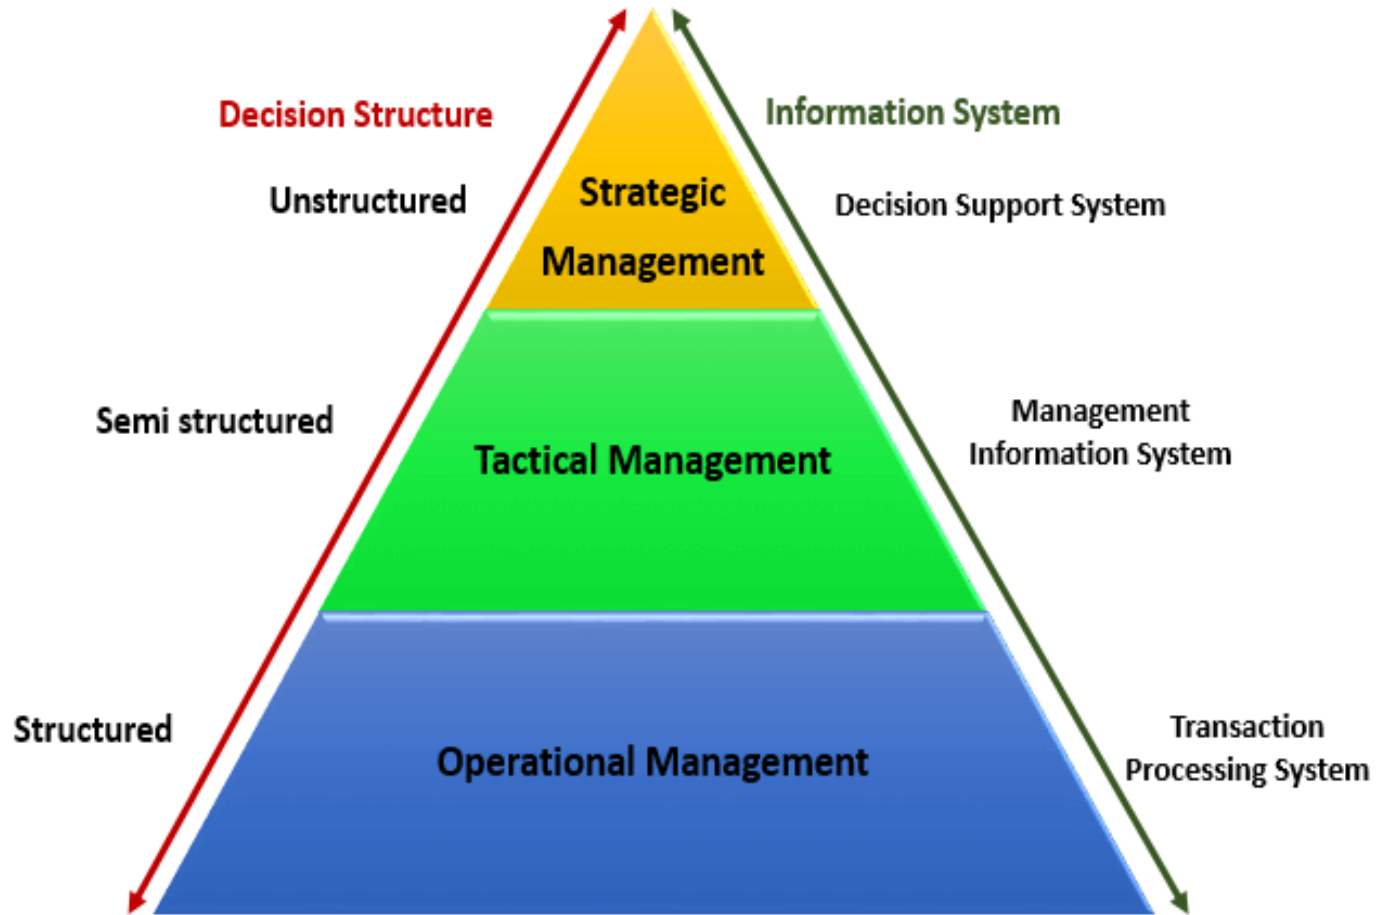 Decision Structure
Information System
Unstructured
Strategic
Management
Decision Support System
Semi structured
Tactical Management
Management
Information System
Structured
Operational Management
Transaction
Processing System